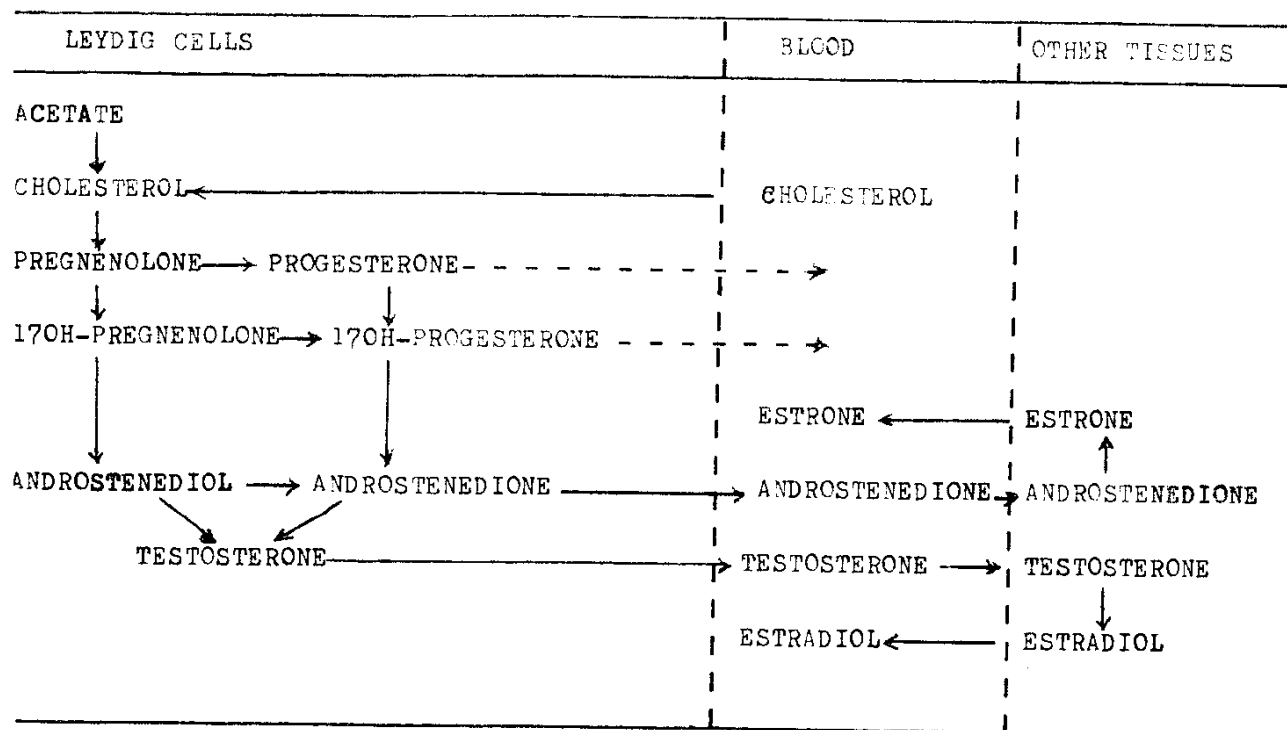 LEYDIG CELLS BLOOD OTHER TISSUES
ACETATE
CHOLESTEROL CHOLESTEROL
PREGNENOLONE PROGESTERONE
17OH-PREGNENOLONE 17OH-PROGESTERONE
ESTRONE ESTRONE
ANDROSTENEDIOL ANDROSTENEDIONE ANDROSTENEDIONE ANDROSTENEDIONE
TESTOSTERONE TESTOSTERONE TESTOSTERONE
ESTRADIOL ESTRADIOL